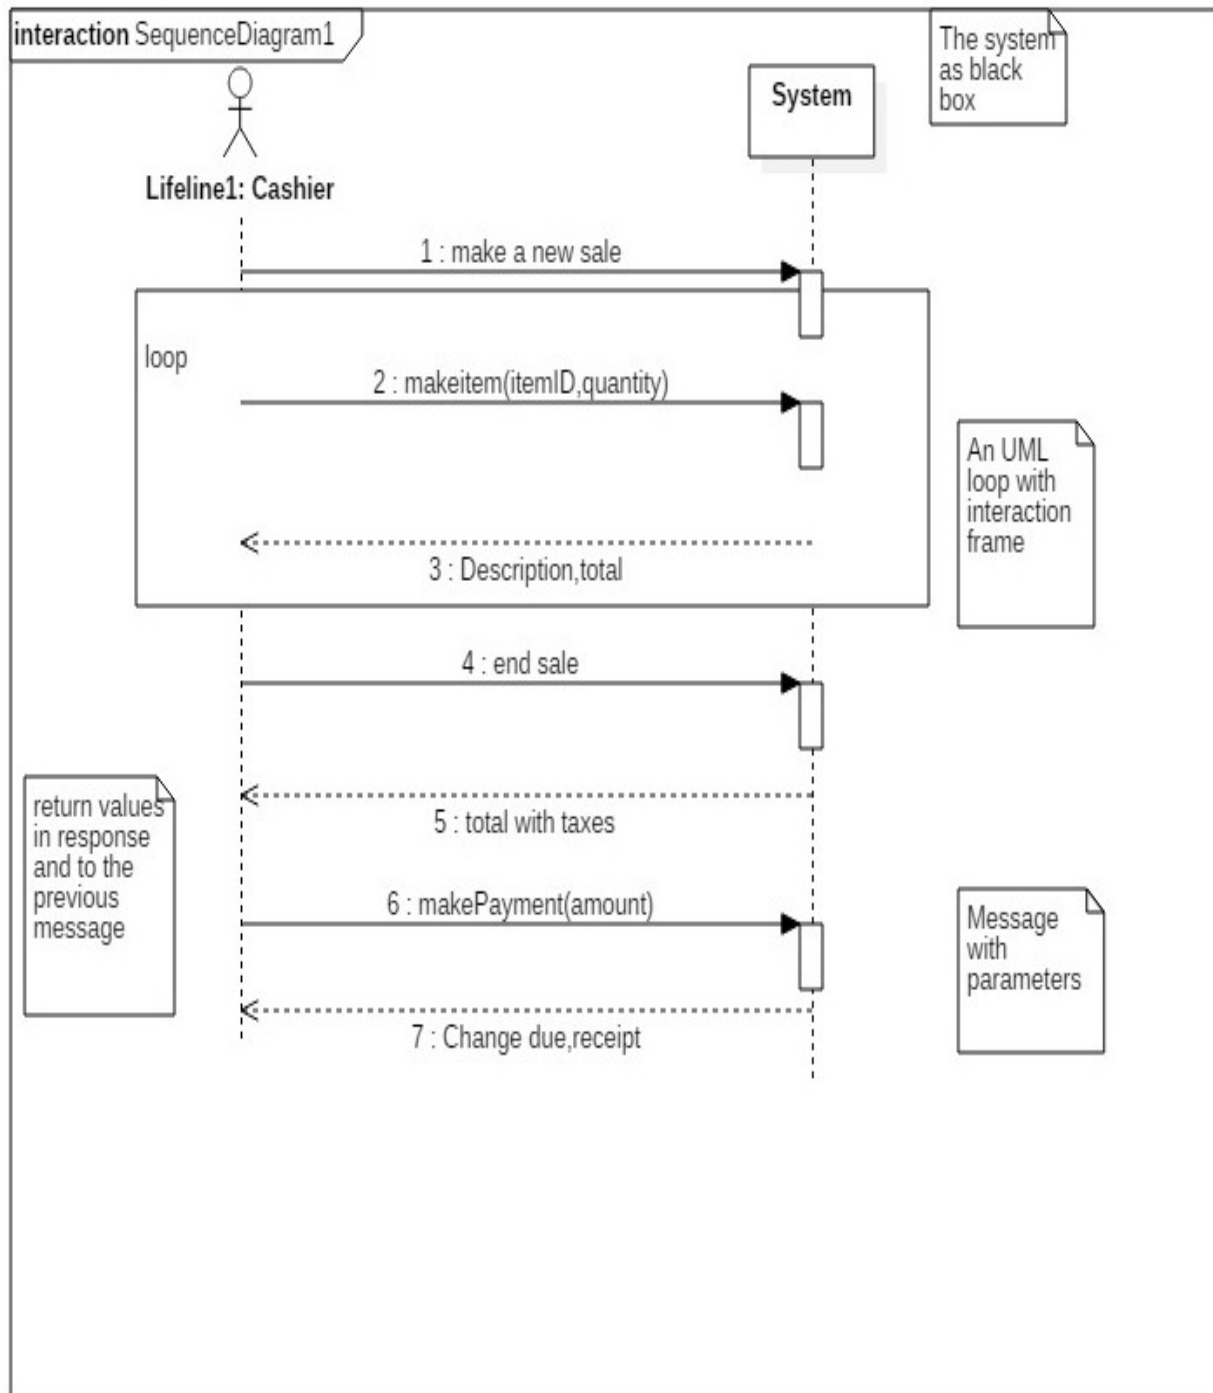 interaction SequenceDiagram1
The system
as black
box
System
Lifeline1: Cashier
1 : make a new sale
loop
2 : makeitem(itemID,quantity)
An UML
loop with
interaction
frame
3 : Description,total
4 : end sale
return values
in response
and to the
previous
message
5 : total with taxes
6 : makePayment(amount)
Message
with
parameters
7 : Change due,receipt